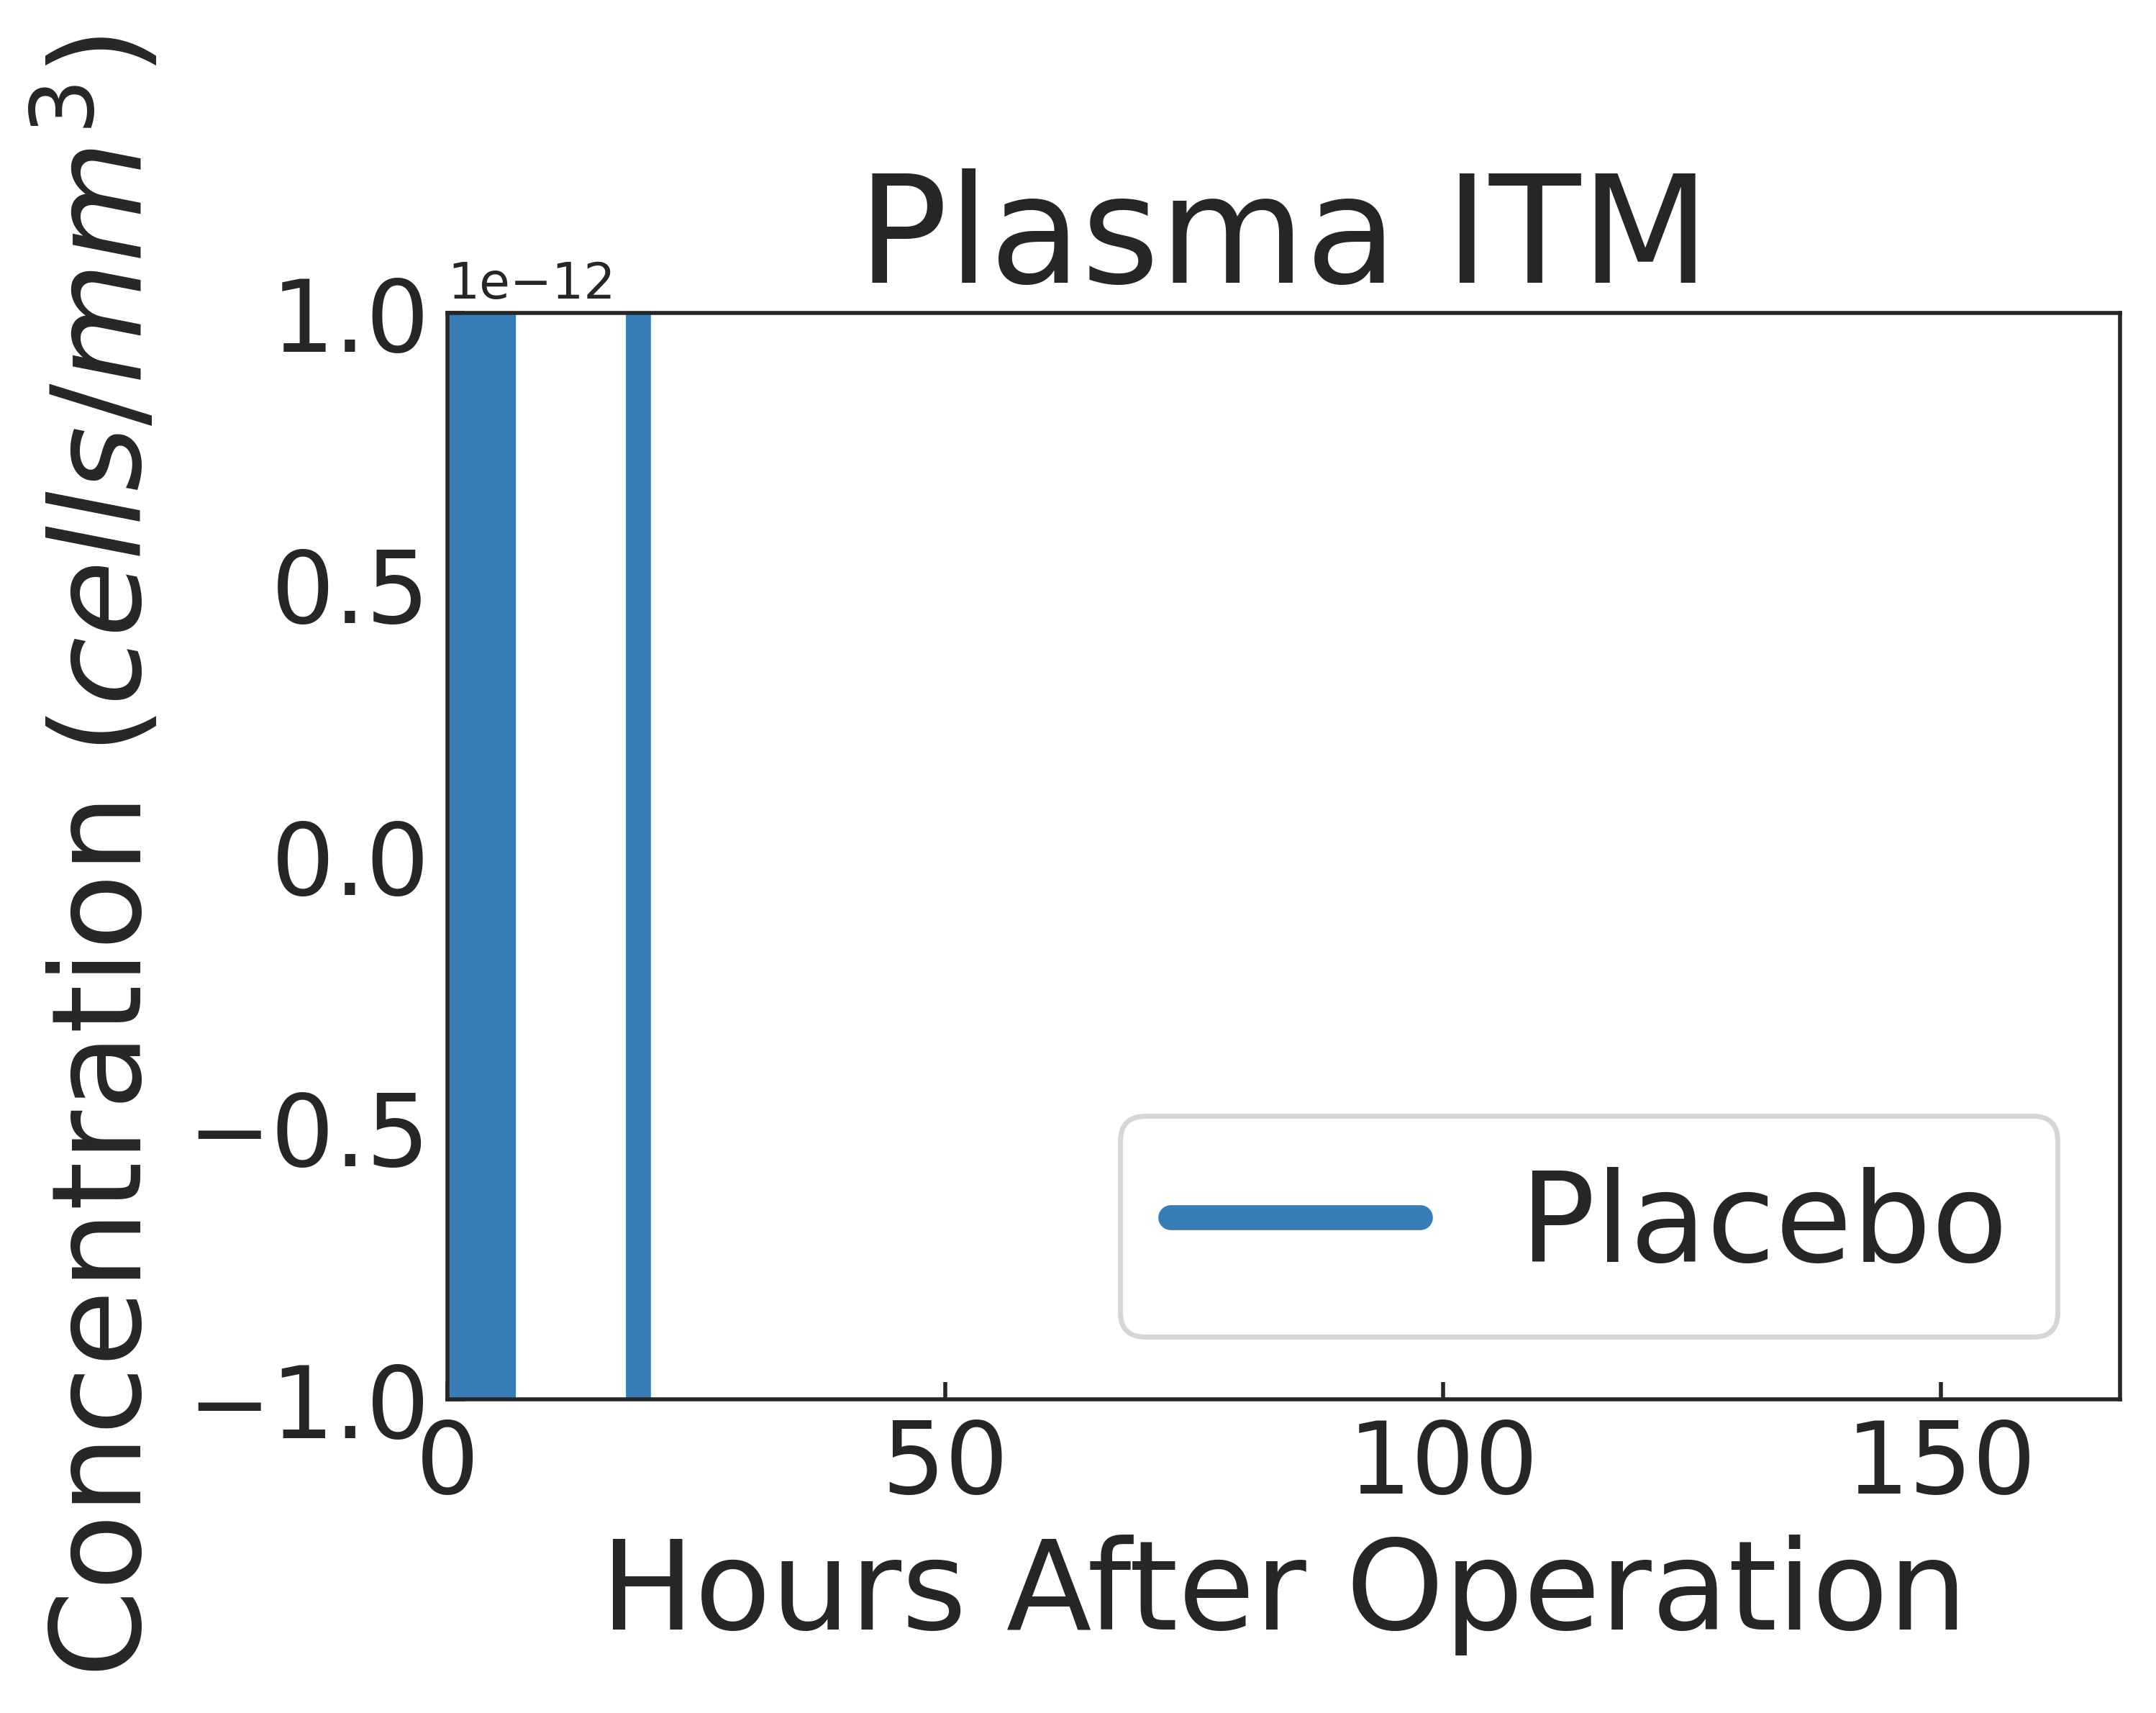 Plasma ITM
1e−12
1.0
0.5
0.0
−0.5
−1.0
Concentration (cells/mm³)
Placebo
0 50 100 150
Hours After Operation